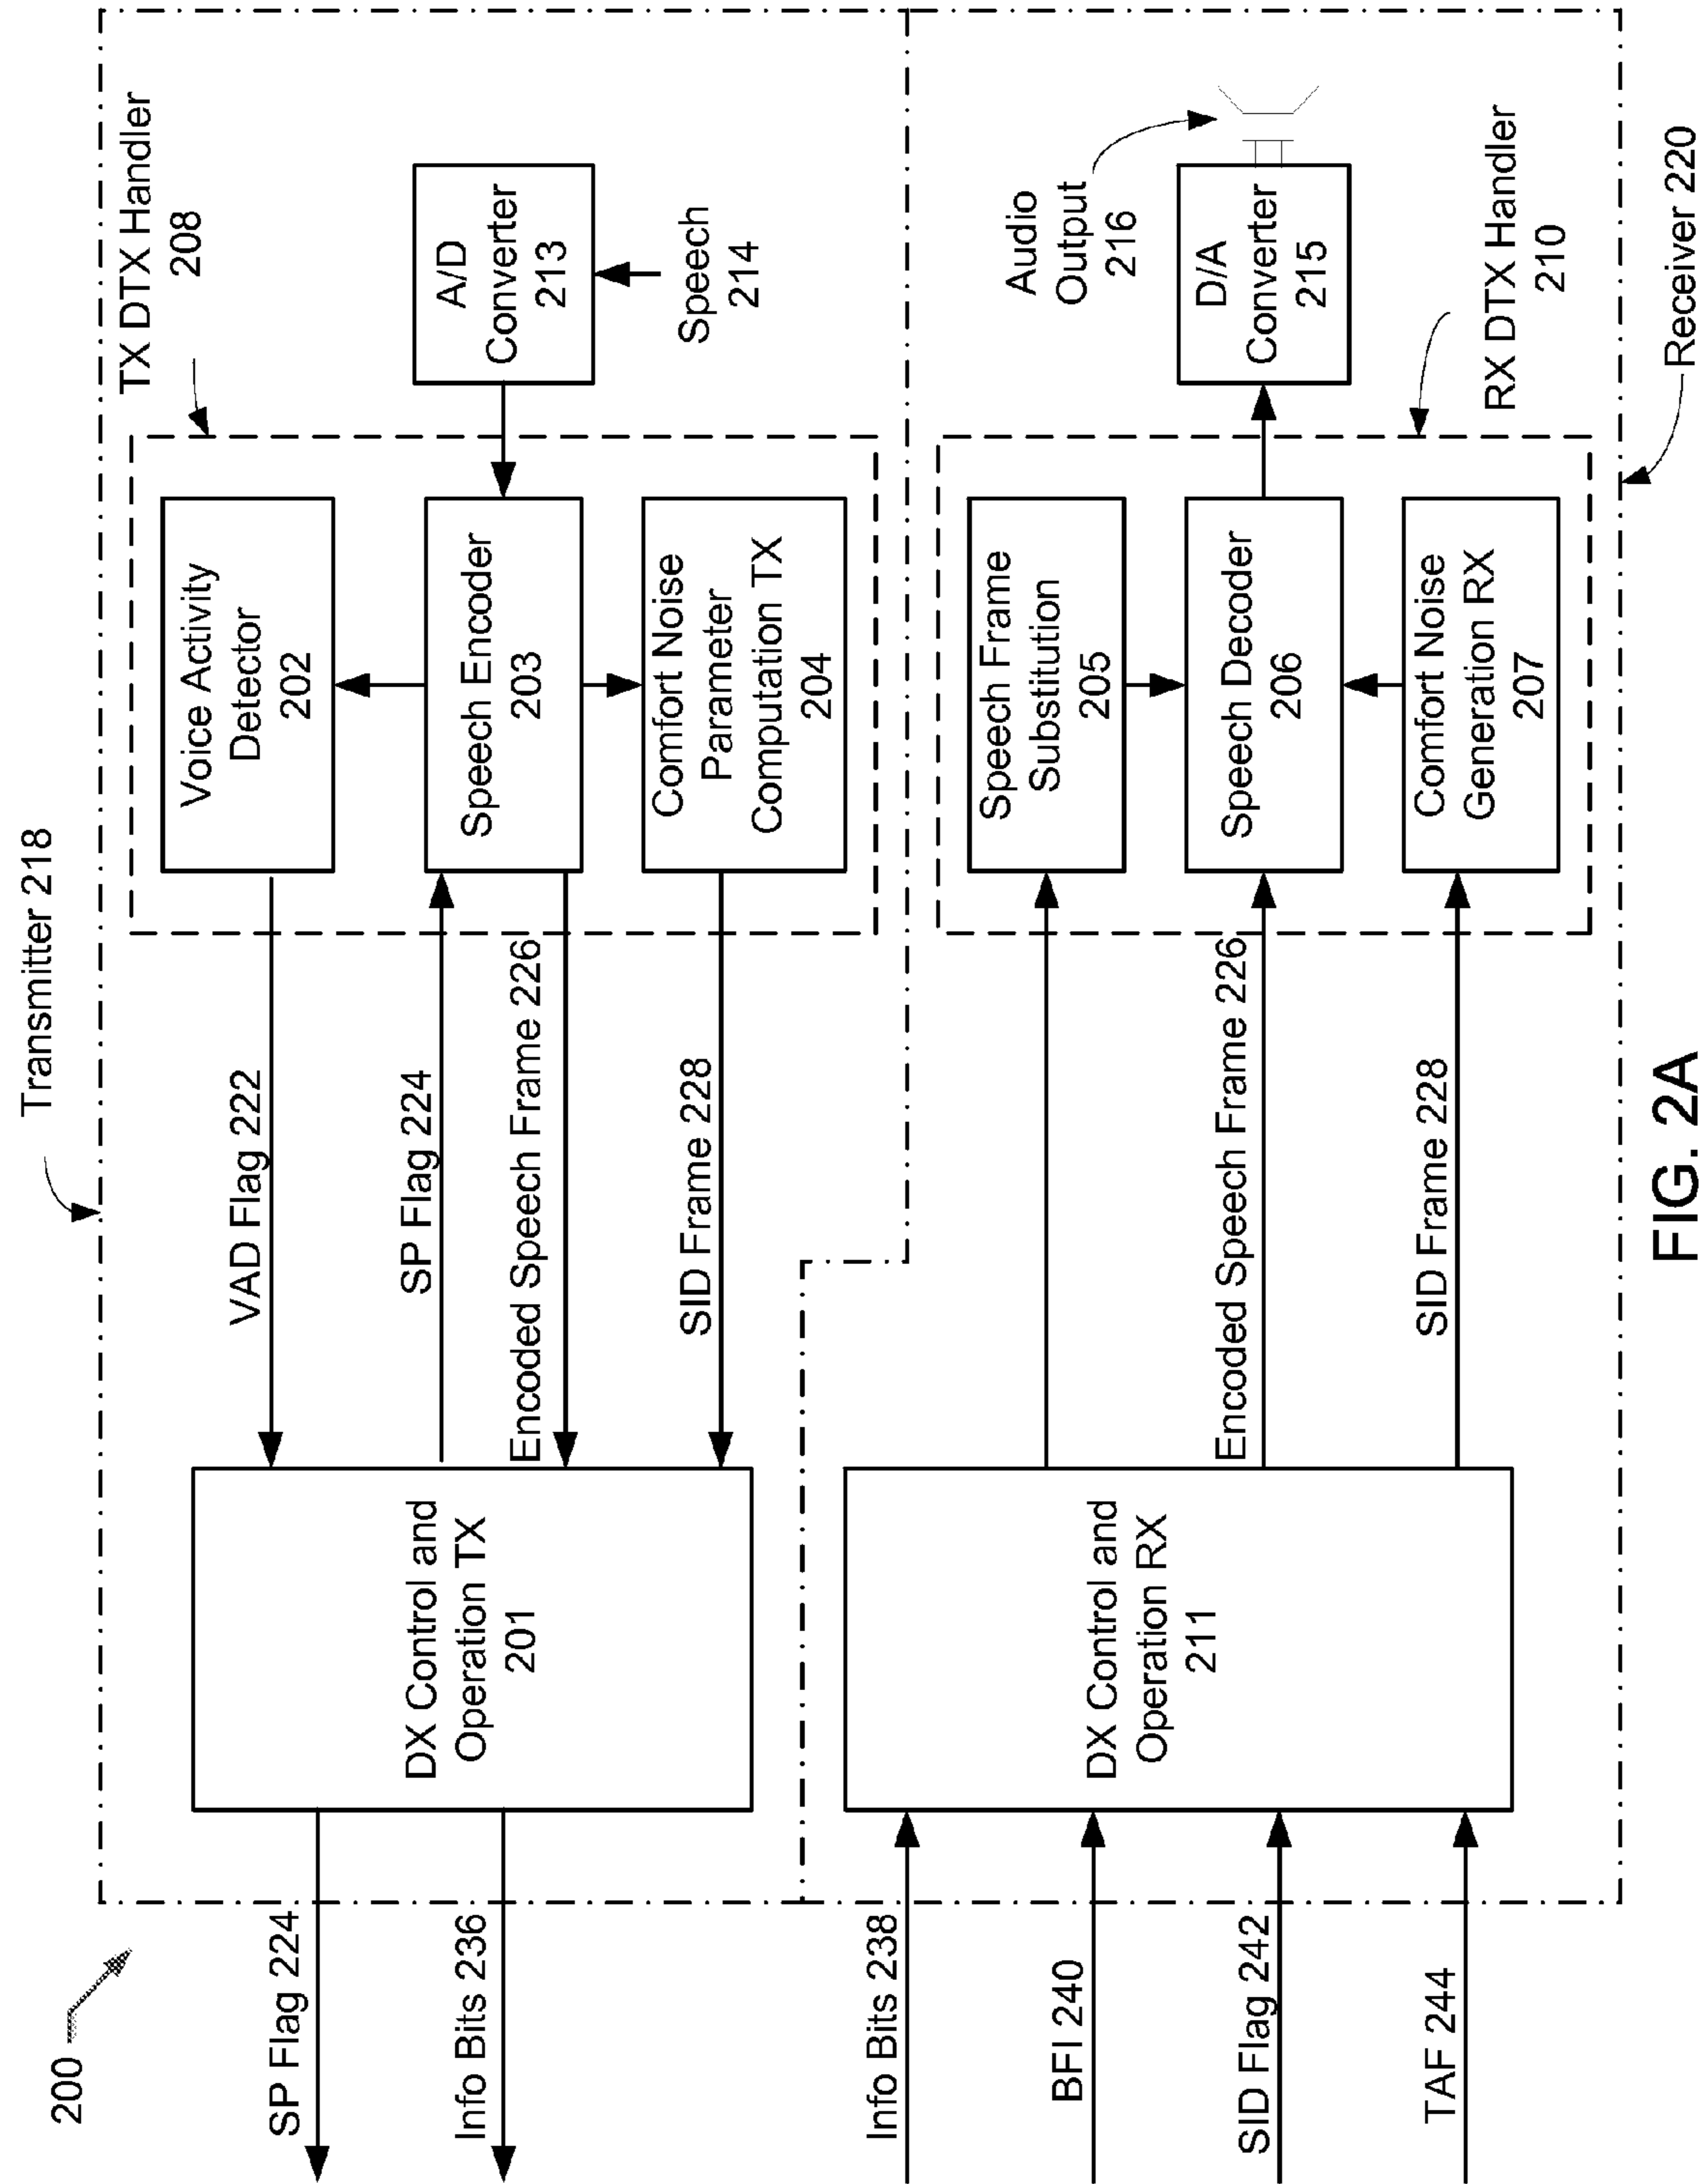 200
Transmitter 218
TX DTX Handler
208
SP Flag 224
Info Bits 236
DX Control and
Operation TX
201
VAD Flag 222
SP Flag 224
Encoded Speech Frame 226
SID Frame 228
Voice Activity
Detector
202
Speech Encoder
203
Comfort Noise
Parameter
Computation TX
204
A/D
Converter
213
Speech
214
Info Bits 238
BFI 240
SID Flag 242
TAF 244
DX Control and
Operation RX
211
Encoded Speech Frame 226
SID Frame 228
Speech Frame
Substitution
205
Speech Decoder
206
Comfort Noise
Generation RX
207
Audio
Output
216
D/A
Converter
215
RX DTX Handler
210
Receiver 220
FIG. 2A